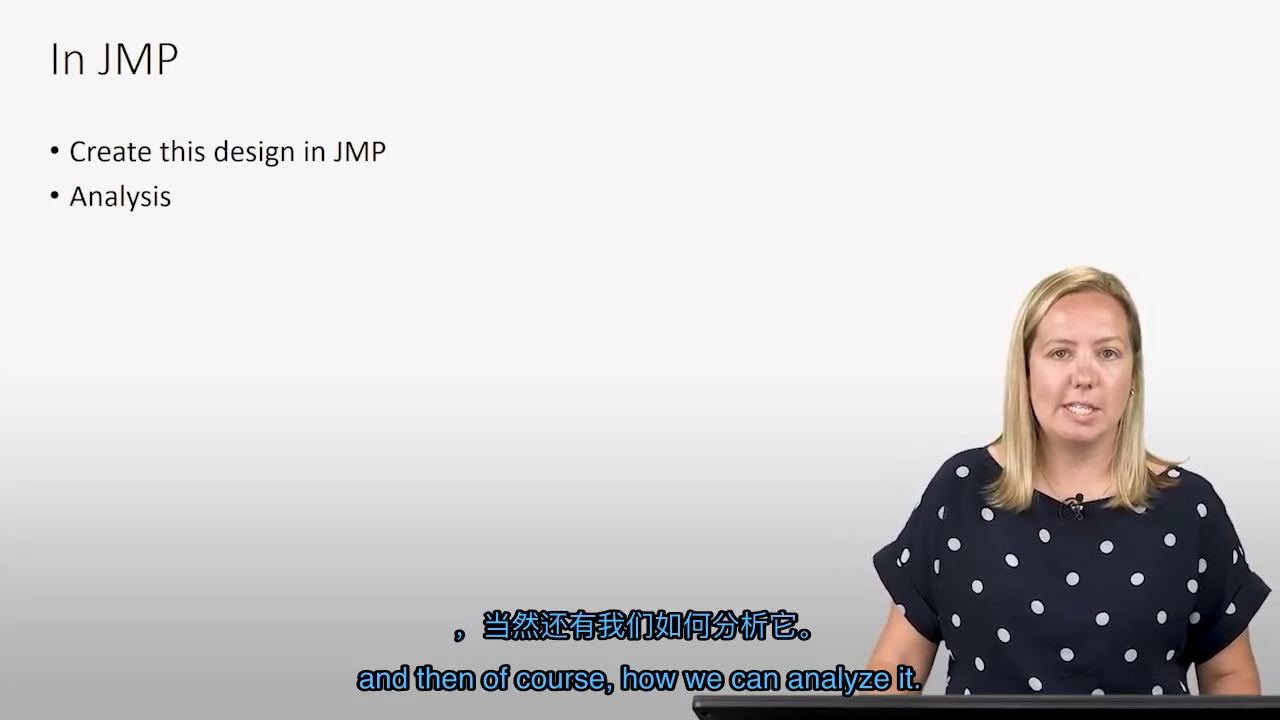 In JMP
• Create this design in JMP
• Analysis
，当然还有我们如何分析它。
and then of course, how we can analyze it.